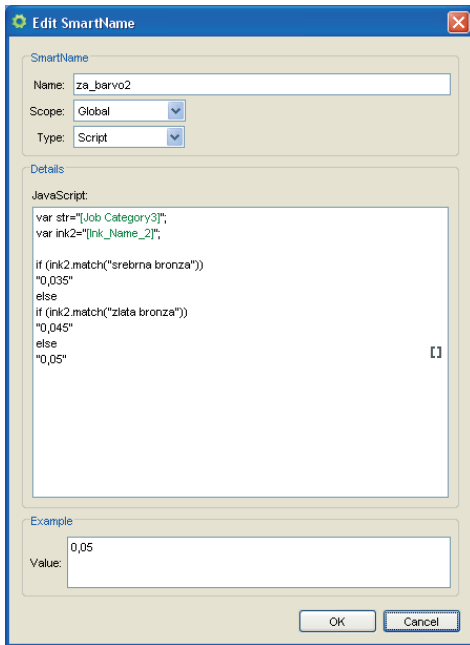 Edit SmartName
SmartName
Name: za_barvo2
Scope: Global
Type: Script
Details
JavaScript:
var str="[Job Category3]";
var ink2="[Ink_Name_2]";
if (ink2.match("srebrna bronza"))
"0,035"
else
if (ink2.match("zlata bronza"))
"0,045"
else
"0,05"
[]
Example
Value: 0,05
OK Cancel